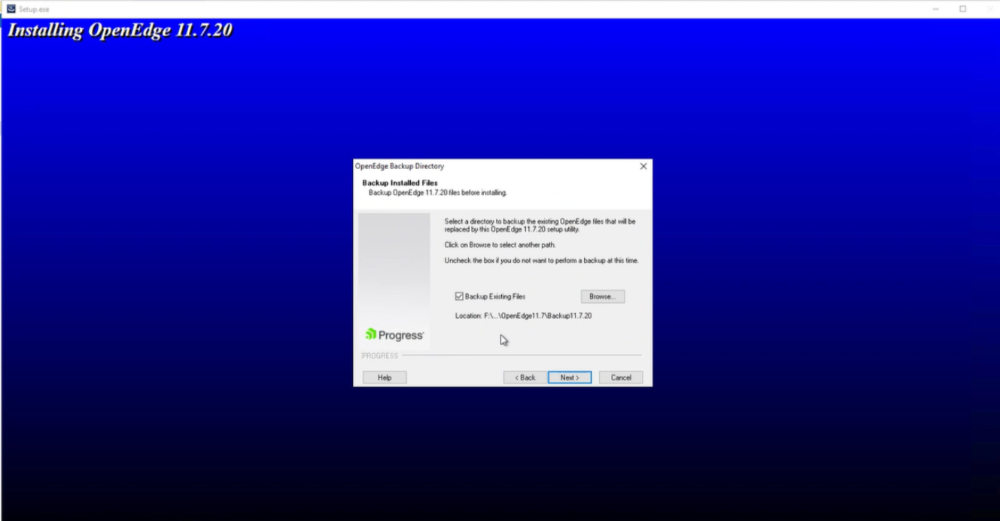 Setup.exe
Installing OpenEdge 11.7.20
OpenEdge Backup Directory
Backup Installed Files
Backup OpenEdge 11.7.20 files before installing.
Select a directory to backup the existing OpenEdge files that will be
replaced by this OpenEdge 11.7.20 setup utility.
Click on Browse to select another path.
Uncheck the box if you do not want to perform a backup at this time.
Backup Existing Files
Browse...
Location: F:\...\OpenEdge11.7\Backup11.7.20
Progress
PROGRESS
Help
< Back
Next >
Cancel